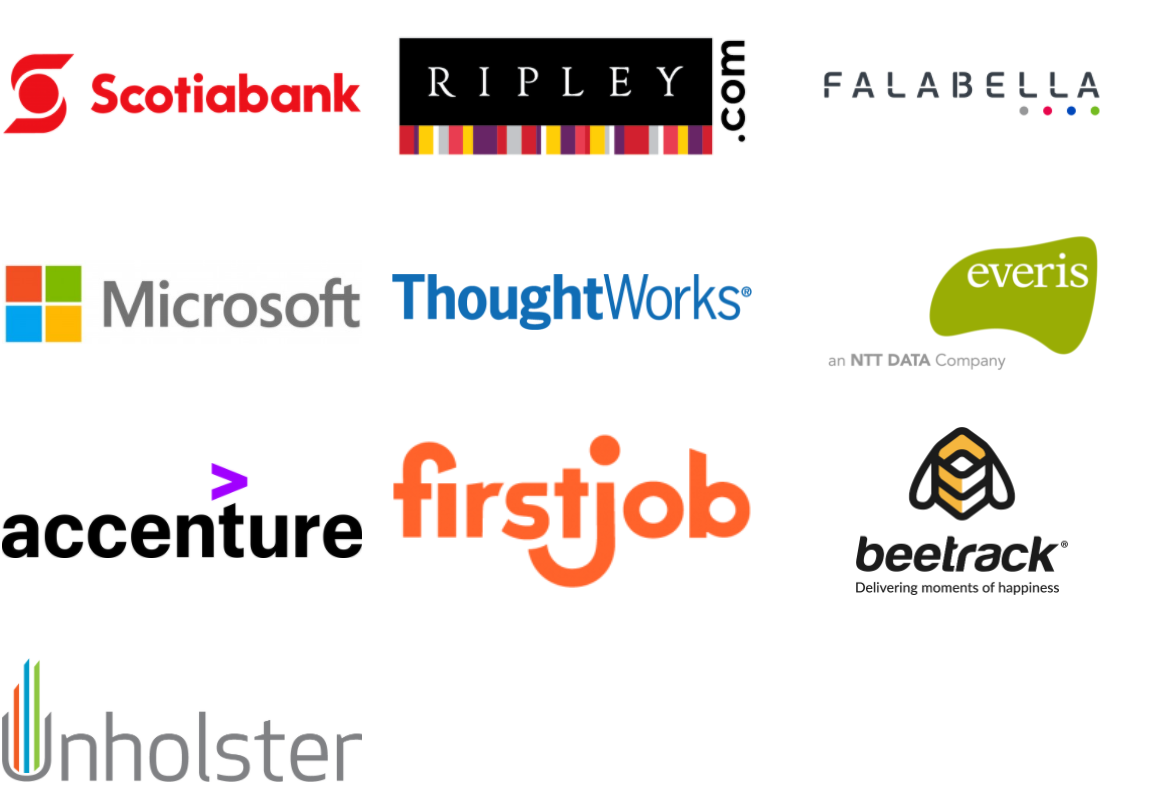 Scotiabank
RIPLEY
.com
FALABELLA
Microsoft
ThoughtWorks®
everis
an NTT DATA Company
>
accenture
firstjob
beetrack®
Delivering moments of happiness
Unholster